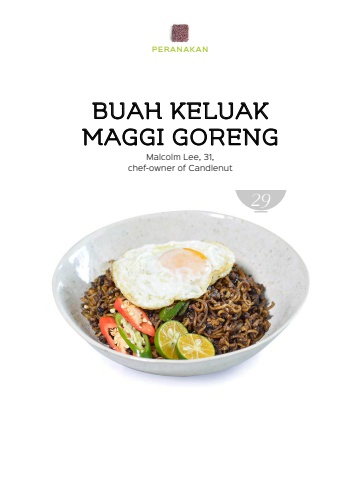 PERANAKAN
BUAH KELUAK
MAGGI GORENG
Malcolm Lee, 31,
chef-owner of Candlenut
29